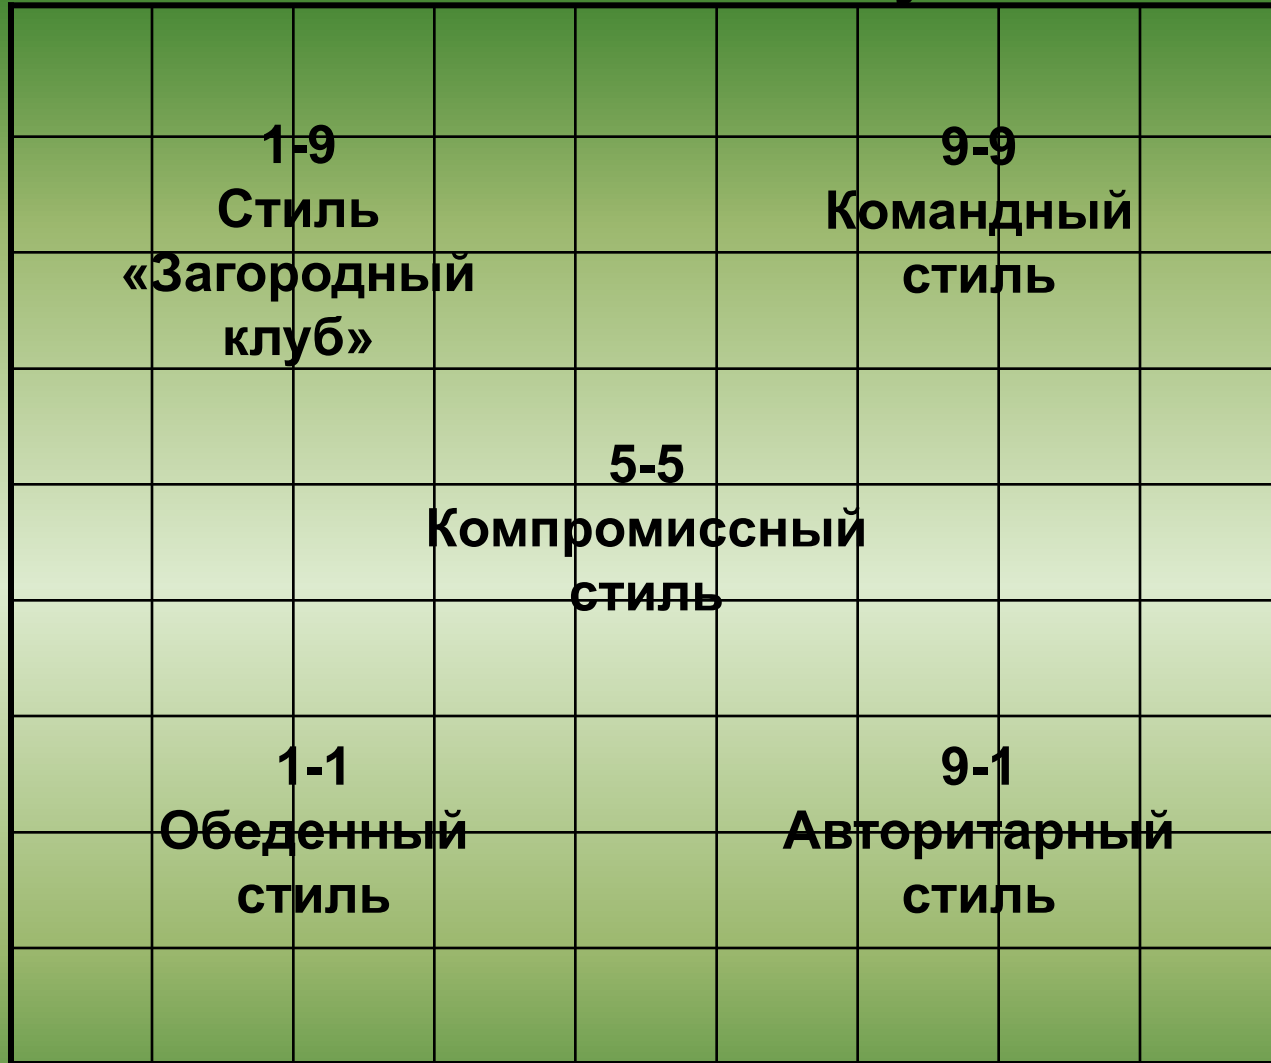 1-9
Стиль
«Загородный
клуб»
9-9
Командный
стиль
5-5
Компромиссный
стиль
1-1
Обеденный
стиль
9-1
Авторитарный
стиль